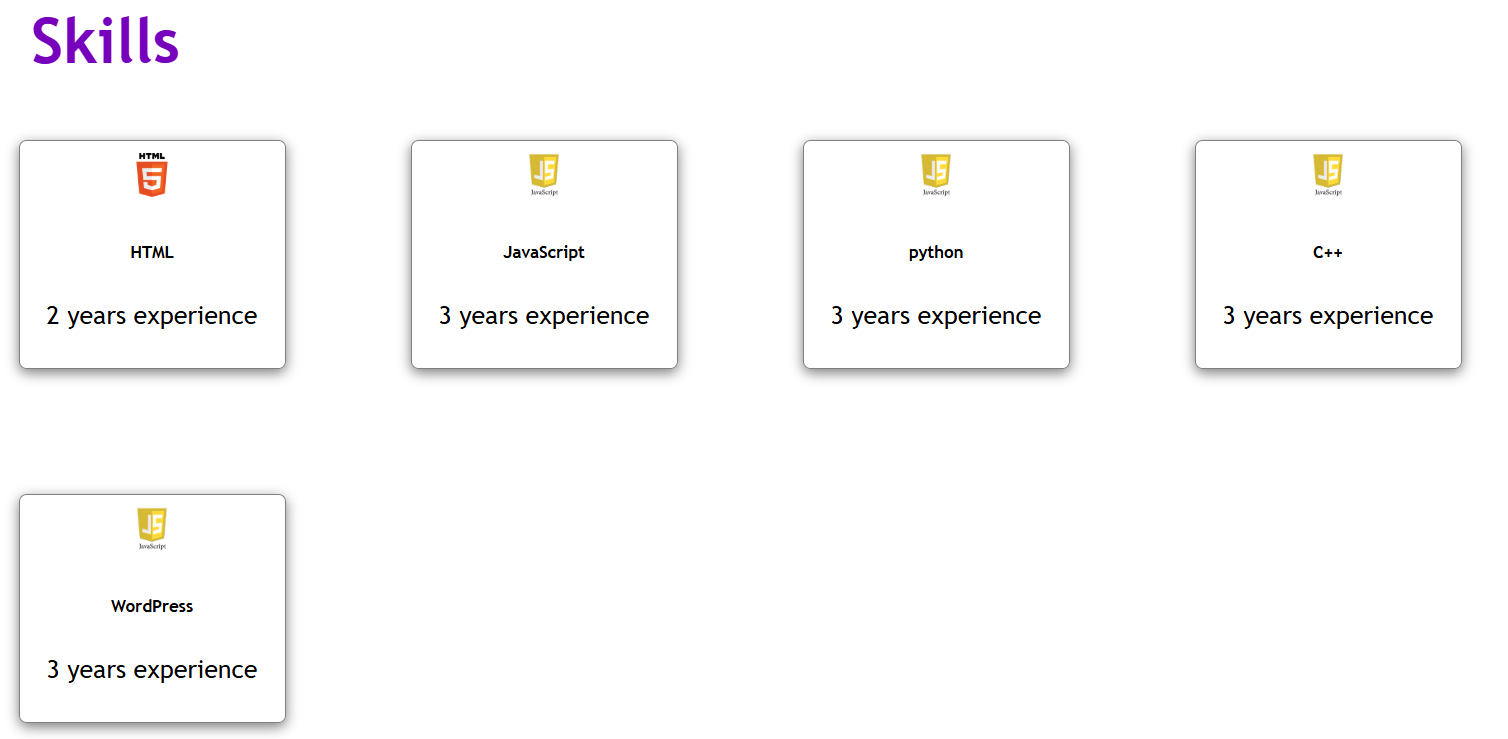 Skills
HTML
5
HTML
2 years experience
JS
JavaScript
JavaScript
3 years experience
JS
JavaScript
python
3 years experience
JS
JavaScript
C++
3 years experience
JS
JavaScript
WordPress
3 years experience